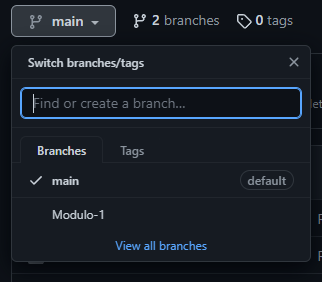 main
2 branches
0 tags
Switch branches/tags
Find or create a branch...
Branches
Tags
main
default
Modulo-1
View all branches